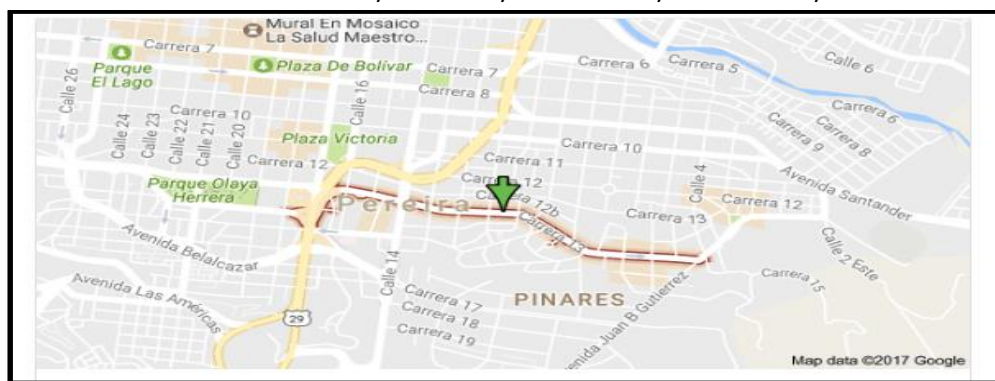 Mural En Mosaico
La Salud Maestro...
Carrera 7
Plaza De Bolívar
Carrera 7
Carrera 6
Carrera 5
Calle 6
Parque
El Lago
Calle 26
Calle 16
Carrera 8
Carrera 6
Carrera 10
Calle 24
Calle 23
Calle 22
Calle 21
Calle 20
Plaza Victoria
Carrera 10
Carrera 9
Carrera 8
Carrera 12
Carrera 11
Calle 4
Avenida Santander
Parque Olaya
Herrera
Carrera 12
Pereira
Carrera 12b
Carrera 13
Carrera 12
Carrera 13
Avenida Belalcazar
Calle 14
Calle 2 Este
Avenida Las Américas
Carrera 15
Carrera 17
PINARES
Carrera 18
29
Carrera 19
Avenida Juan B Gutierrez
Map data ©2017 Google